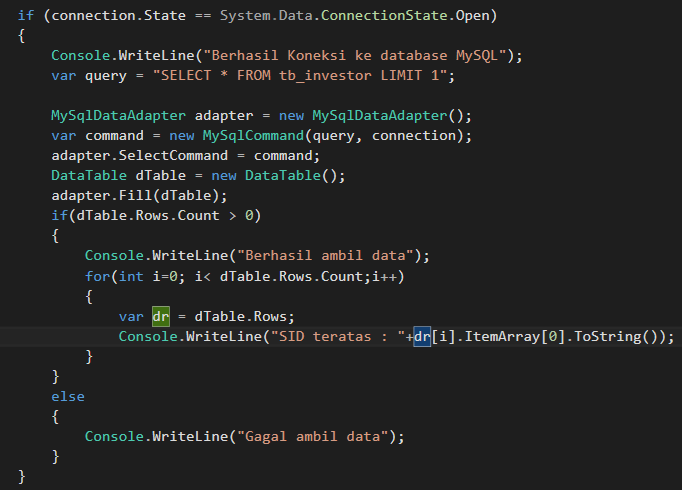 if (connection.State == System.Data.ConnectionState.Open)
{
Console.WriteLine("Berhasil Koneksi ke database MySQL");
var query = "SELECT * FROM tb_investor LIMIT 1";
MySqlDataAdapter adapter = new MySqlDataAdapter();
var command = new MySqlCommand(query, connection);
adapter.SelectCommand = command;
DataTable dTable = new DataTable();
adapter.Fill(dTable);
if(dTable.Rows.Count > 0)
{
Console.WriteLine("Berhasil ambil data");
for(int i=0; i< dTable.Rows.Count;i++)
{
var dr = dTable.Rows;
Console.WriteLine("SID teratas : "+dr[i].ItemArray[0].ToString());
}
}
else
{
Console.WriteLine("Gagal ambil data");
}
}